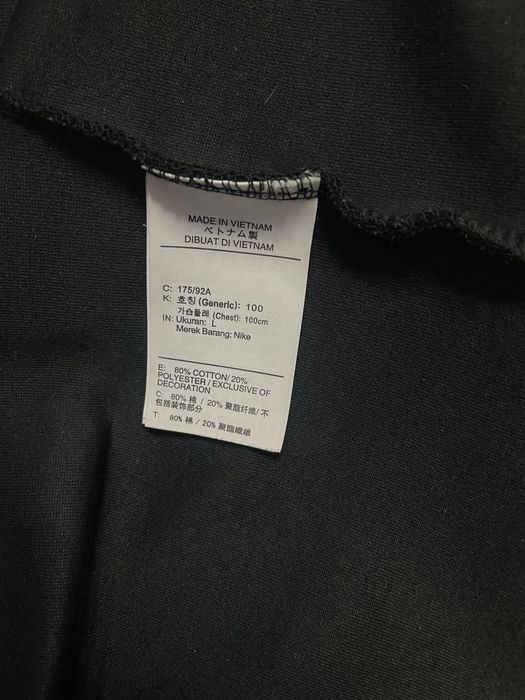 MADE IN VIETNAM
ベトナム製
DIBUAT DI VIETNAM
C: 175/92A
K: 호칭 (Generic): 100
가슴둘레 (Chest): 100cm
IN: Ukuran: L
Merek Barang: Nike
E: 80% COTTON/ 20%
POLYESTER / EXCLUSIVE OF
DECORATION
C: 80% 棉 / 20% 聚酯纤维/ 不
包括装饰部分
T: 80% 棉 / 20% 聚酯纖維